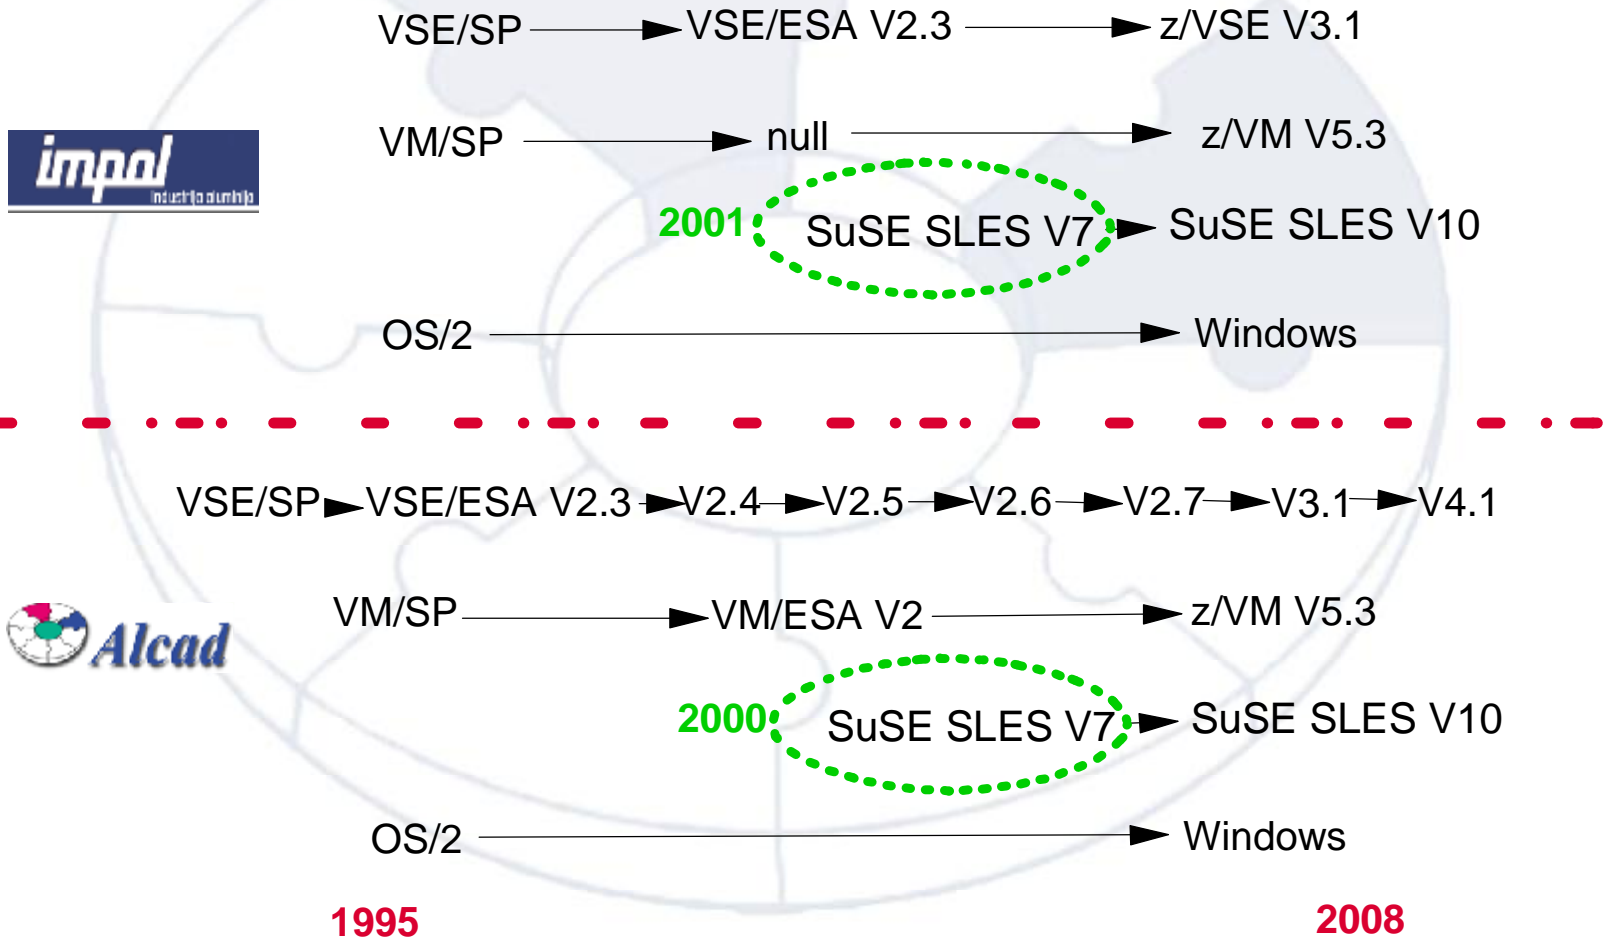 VSE/SP VSE/ESA V2.3 z/VSE V3.1
VM/SP null z/VM V5.3
impol
Industrija aluminija
2001 SuSE SLES V7 SuSE SLES V10
OS/2 Windows
VSE/SP VSE/ESA V2.3 V2.4 V2.5 V2.6 V2.7 V3.1 V4.1
VM/SP VM/ESA V2 z/VM V5.3
Alcad
2000 SuSE SLES V7 SuSE SLES V10
OS/2 Windows
1995 2008